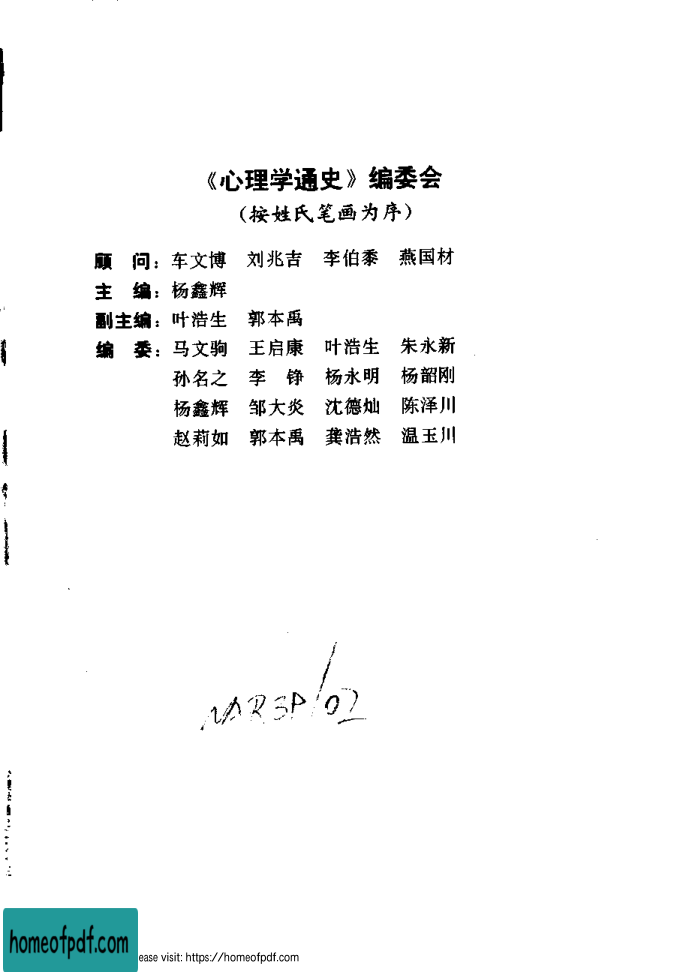 《心理学通史》编委会
(按姓氏笔画为序)
顾 问：车文博 刘兆吉 李伯黍 燕国材
主 编：杨鑫辉
副主编：叶浩生 郭本禹
编 委：马文驹 王启康 叶浩生 朱永新
孙名之 李 铮 杨永明 杨韶刚
杨鑫辉 邹大炎 沈德灿 陈泽川
赵莉如 郭本禹 龚浩然 温玉川
homeofpdf.com
ease visit: https://homeofpdf.com